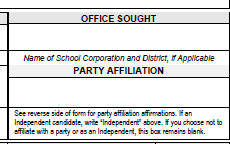 OFFICE SOUGHT
Name of School Corporation and District, If Applicable
PARTY AFFILIATION
See reverse side of form for party affiliation affirmations. If an
Independent candidate, write "Independent" above. If you choose not to
affiliate with a party or as an Independent, this box remains blank.